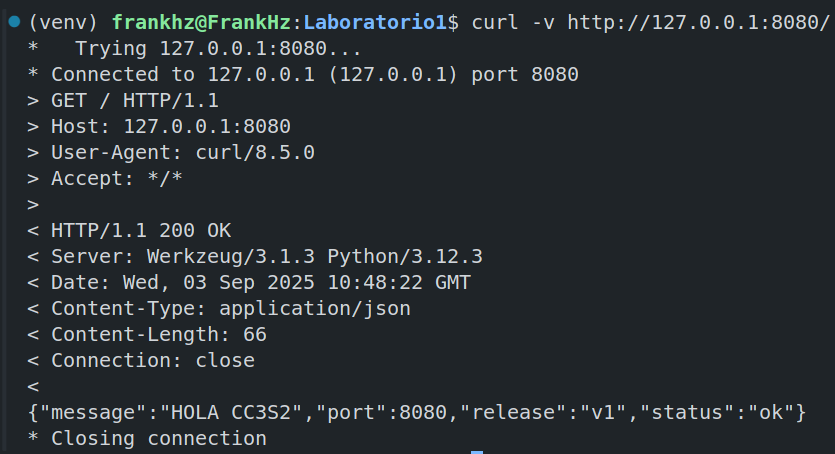 (venv) frankhz@FrankHz:Laboratorio1$ curl -v http://127.0.0.1:8080/
*   Trying 127.0.0.1:8080...
* Connected to 127.0.0.1 (127.0.0.1) port 8080
> GET / HTTP/1.1
> Host: 127.0.0.1:8080
> User-Agent: curl/8.5.0
> Accept: */*
>
< HTTP/1.1 200 OK
< Server: Werkzeug/3.1.3 Python/3.12.3
< Date: Wed, 03 Sep 2025 10:48:22 GMT
< Content-Type: application/json
< Content-Length: 66
< Connection: close
<
{"message":"HOLA CC3S2","port":8080,"release":"v1","status":"ok"}
* Closing connection